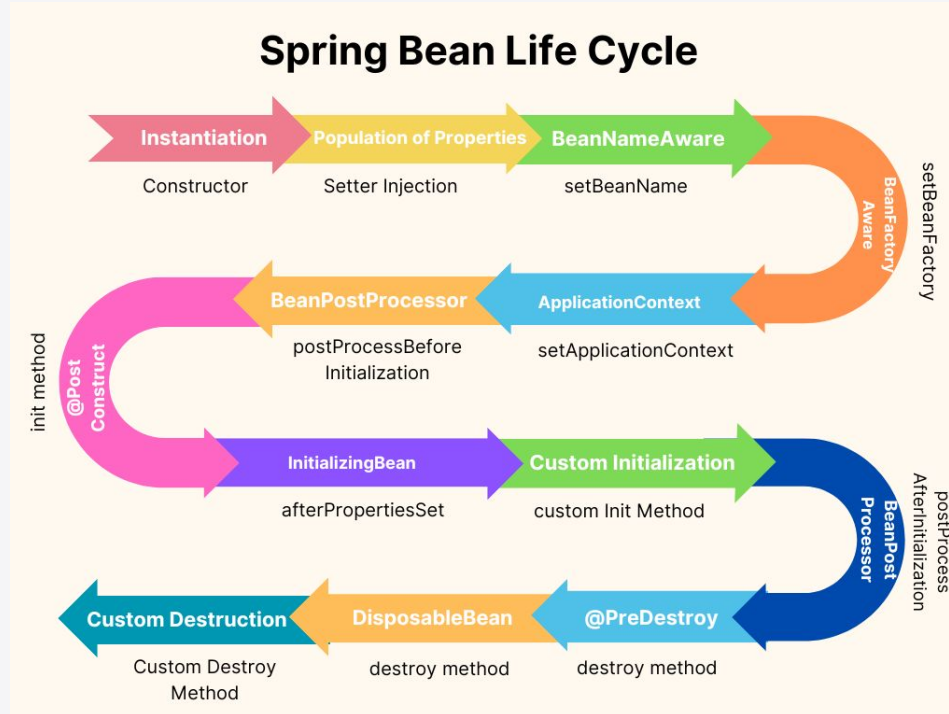 Spring Bean Life Cycle
Instantiation
Constructor
Population of Properties
Setter Injection
BeanNameAware
setBeanName
BeanFactory
Aware
setBeanFactory
ApplicationContext
setApplicationContext
BeanPostProcessor
postProcessBefore
Initialization
@Post
Construct
init method
InitializingBean
afterPropertiesSet
Custom Initialization
custom Init Method
BeanPost
Processor
postProcess
AfterInitialization
@PreDestroy
destroy method
DisposableBean
destroy method
Custom Destruction
Custom Destroy
Method